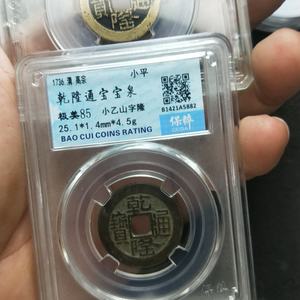 1736 清 高宗 小平
乾隆通宝宝泉
极美85 小乙山字隆
25.1*1.4mm*4.5g
BAO CUI COINS RATING
B1421A5882
保粹
乾隆通寶